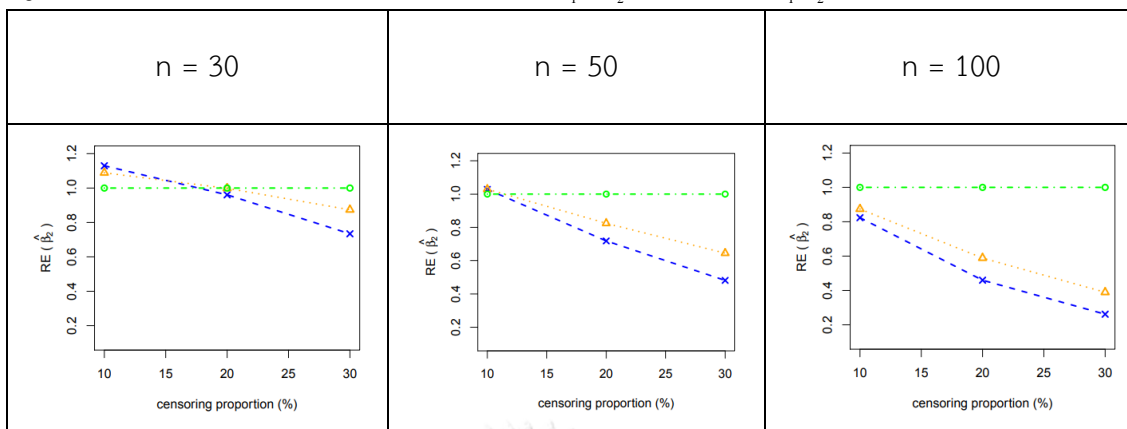 n = 30
n = 50
n = 100
RE ( β̂₂ )
0.2 0.4 0.6 0.8 1.0 1.2
10 15 20 25 30
censoring proportion (%)
RE ( β̂₂ )
0.2 0.4 0.6 0.8 1.0 1.2
10 15 20 25 30
censoring proportion (%)
RE ( β̂₂ )
0.2 0.4 0.6 0.8 1.0 1.2
10 15 20 25 30
censoring proportion (%)